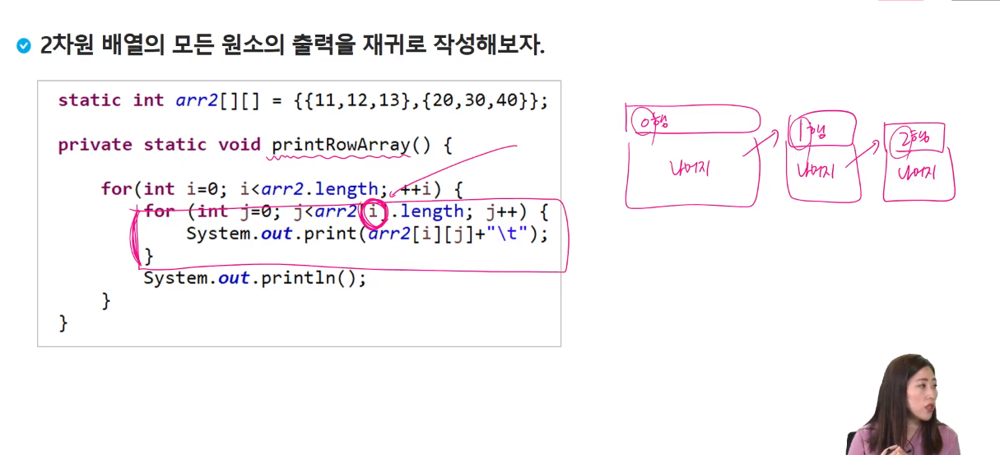 2차원 배열의 모든 원소의 출력을 재귀로 작성해보자.
static int arr2[][] = {{11,12,13},{20,30,40}};
private static void printRowArray() {
for(int i=0; i<arr2.length; ++i) {
for (int j=0; j<arr2[i].length; j++) {
System.out.print(arr2[i][j]+"\t");
}
System.out.println();
}
}
0행
나머지
1행
나머지
2행
나머지